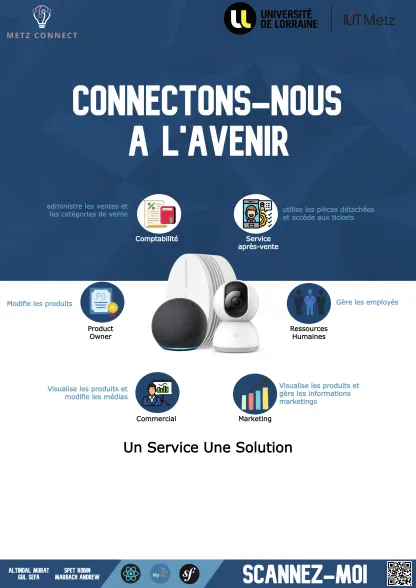 METZ CONNECT
UNIVERSITÉ
DE LORRAINE
IUT Metz
CONNECTONS-NOUS
A L'AVENIR
administre les ventes et
les catégories de vente
Comptabilité
Service
après-vente
utilise les pièces détachées
et accède aux tickets
Modifie les produits
Product
Owner
Ressources
Humaines
Gère les employés
Visualise les produits et
modifie les médias
Commercial
Marketing
Visualise les produits et
gère les informations
marketings
Un Service Une Solution
ALTINDAL MURAT
GUL SEFA
SPET ROBIN
MARBACH ANDREW
MySQL
sf
SCANNEZ-MOI